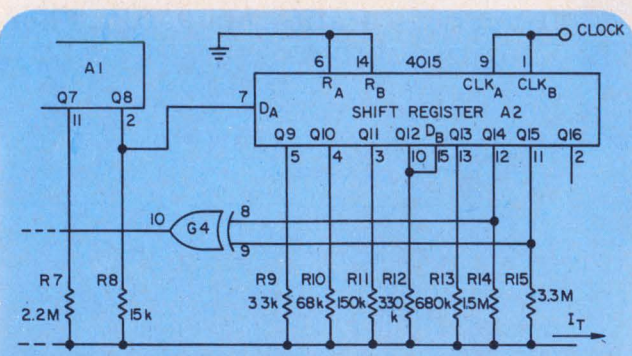 CLOCK
6 14 4015 9 1
A1
R_A R_B CLK_A CLK_B
Q7 Q8 7 D_A SHIFT REGISTER A2
11 2 Q9 Q10 Q11 Q12 D_B Q13 Q14 Q15 Q16
5 4 3 10 15 13 12 11 2
10 G4 8
9
R7 R8 R9 R10 R11 R12 R13 R14 R15
2.2M 15k 33k 68k 150k 330k 680k 1.5M 3.3M
I_T